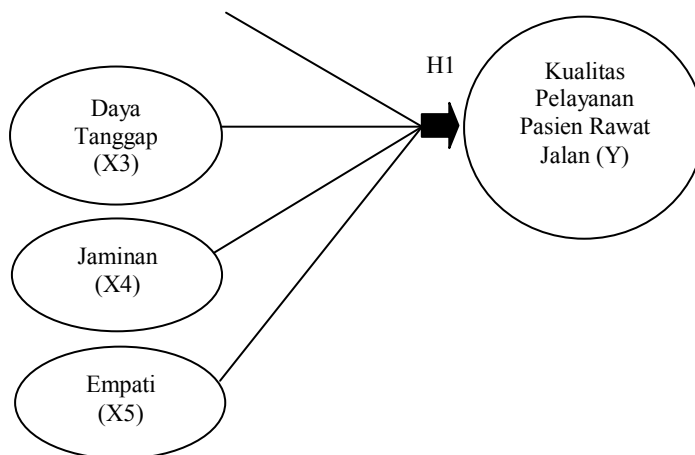 H1
Kualitas
Pelayanan
Pasien Rawat
Jalan (Y)
Daya
Tanggap
(X3)
Jaminan
(X4)
Empati
(X5)